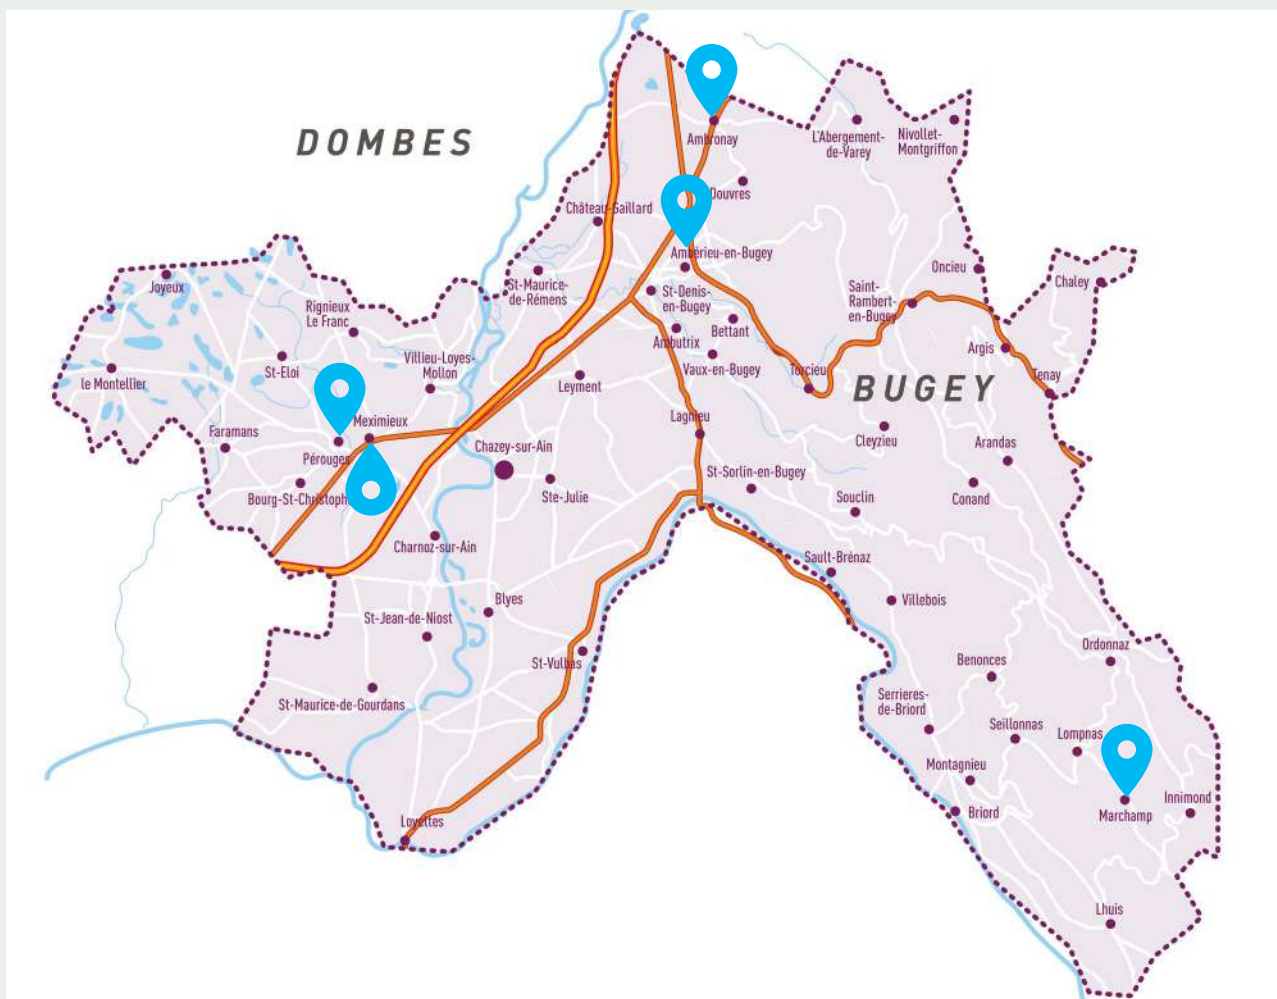 DOMBES
Ambronay
L'Abergement-
de-Varey
Nivollet-
Montgriffon
Douvres
Château-Gaillard
Ambérieu-en-Bugey
Oncieu
Chaley
Joyeux
St-Maurice-
de-Rémens
St-Denis-
en-Bugey
Saint-
Rambert-
en-Bugey
Rignieux
Le Franc
Bettant
Ambutrix
Argis
St-Eloi
Villieu-Loyes-
Mollon
Vaux-en-Bugey
Torcieu
Tenay
le Montellier
Leyment
BUGEY
Meximieux
Lagnieu
Faramans
Cleyzieu
Arandas
Pérouges
Chazey-sur-Ain
St-Sorlin-en-Bugey
Bourg-St-Christoph
Ste-Julie
Souclin
Conand
Charnoz-sur-Ain
Sault-Brénaz
Blyes
Villebois
St-Jean-de-Niost
Ordonnaz
St-Vulbas
Benonces
St-Maurice-de-Gourdans
Serrieres-
de-Briord
Seillonnas
Lompnas
Montagnieu
Innimond
Briord
Marchamp
Loyettes
Lhuis